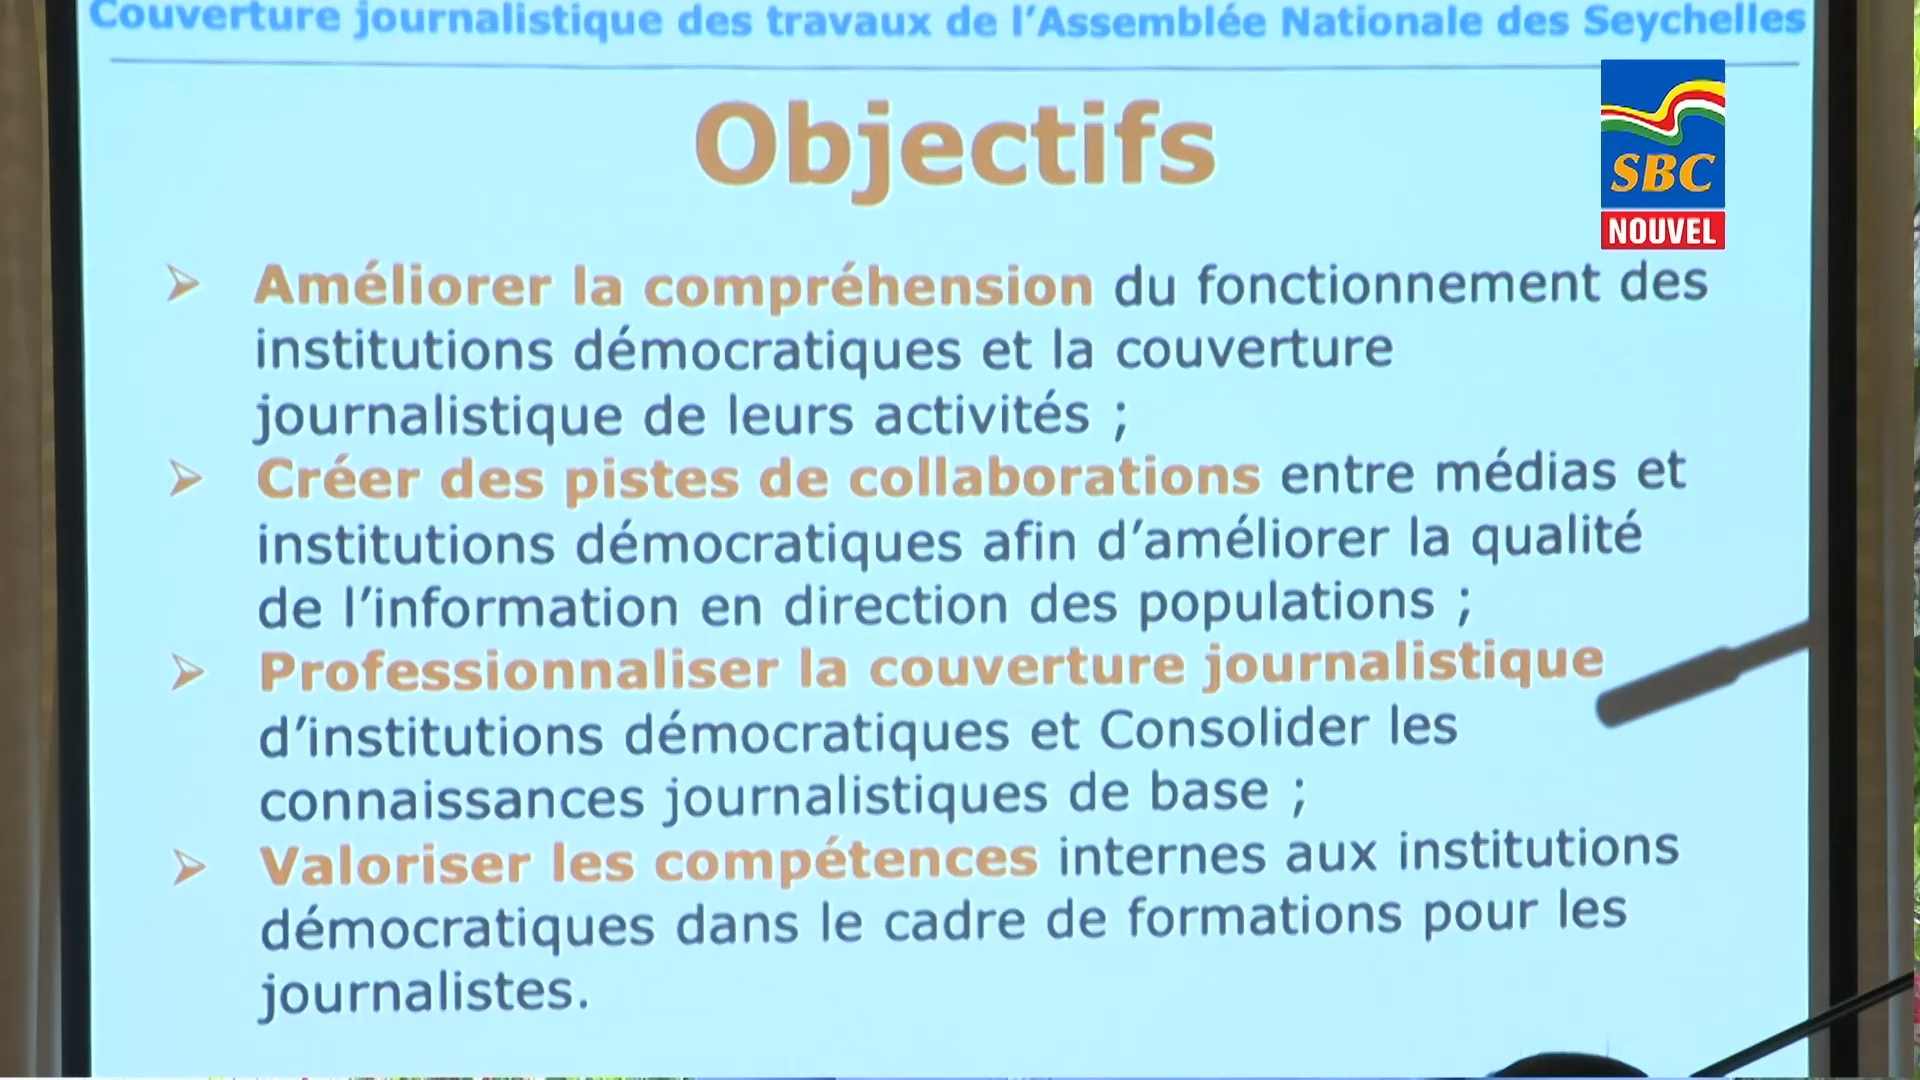 Couverture journalistique des travaux de l'Assemblée Nationale des Seychelles
Objectifs
SBC
NOUVEL
Améliorer la compréhension du fonctionnement des
institutions démocratiques et la couverture
journalistique de leurs activités ;
Créer des pistes de collaborations entre médias et
institutions démocratiques afin d'améliorer la qualité
de l'information en direction des populations ;
Professionnaliser la couverture journalistique
d'institutions démocratiques et Consolider les
connaissances journalistiques de base ;
Valoriser les compétences internes aux institutions
démocratiques dans le cadre de formations pour les
journalistes.